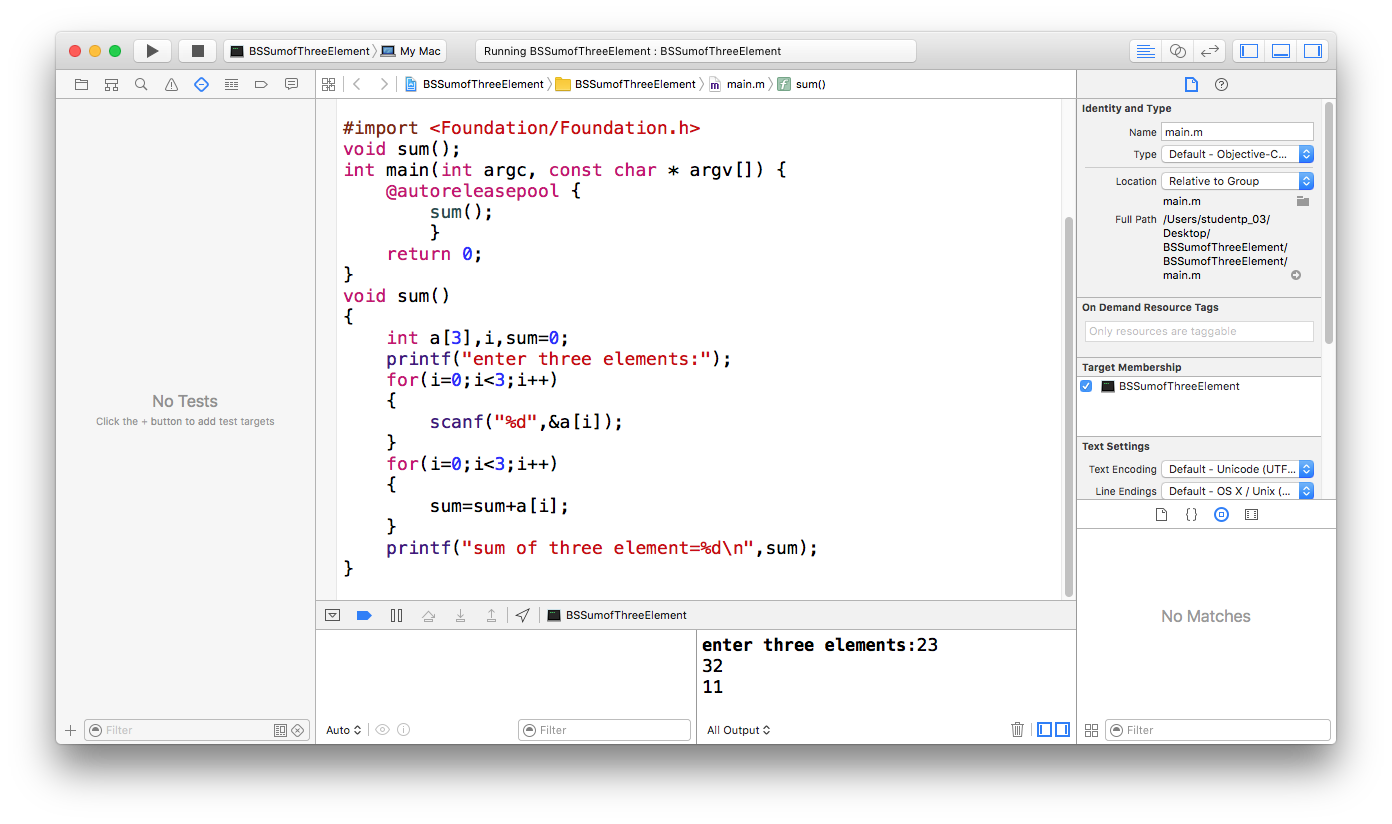 BSSumofThreeElement
My Mac
Running BSSumofThreeElement : BSSumofThreeElement
BSSumofThreeElement
BSSumofThreeElement
m main.m
f sum()
No Tests
Click the + button to add test targets
Filter
#import <Foundation/Foundation.h>
void sum();
int main(int argc, const char * argv[]) {
@autoreleasepool {
sum();
}
return 0;
}
void sum()
{
int a[3],i,sum=0;
printf("enter three elements:");
for(i=0;i<3;i++)
{
scanf("%d",&a[i]);
}
for(i=0;i<3;i++)
{
sum=sum+a[i];
}
printf("sum of three element=%d\n",sum);
}
BSSumofThreeElement
Auto
Filter
enter three elements:23
32
11
All Output
Identity and Type
Name main.m
Type Default - Objective-C...
Location Relative to Group
main.m
Full Path /Users/studentp_03/
Desktop/
BSSumofThreeElement/
BSSumofThreeElement/
main.m
On Demand Resource Tags
Only resources are taggable
Target Membership
BSSumofThreeElement
Text Settings
Text Encoding Default - Unicode (UTF...
Line Endings Default - OS X / Unix (...
{}
No Matches
Filter